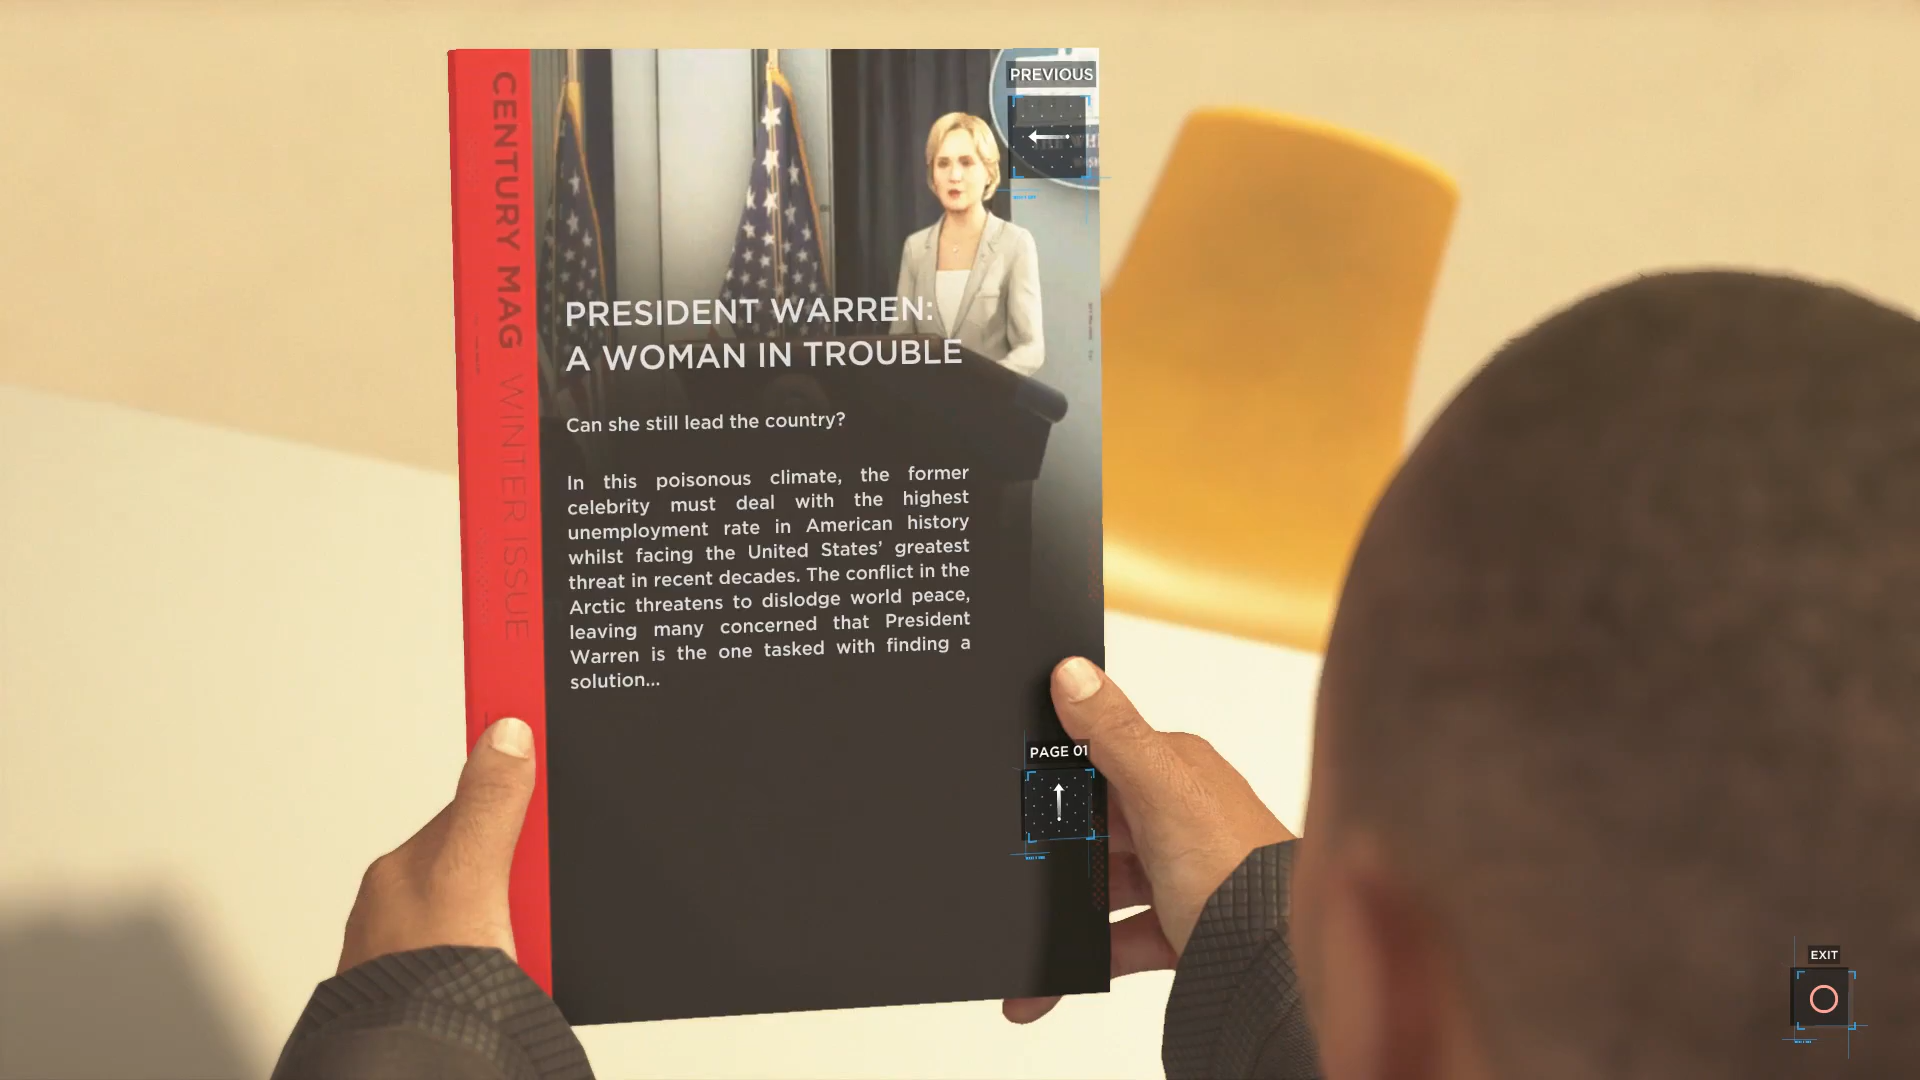 CENTURY MAG WINTER ISSUE
PREVIOUS
PRESIDENT WARREN:
A WOMAN IN TROUBLE
Can she still lead the country?
In this poisonous climate, the former
celebrity must deal with the highest
unemployment rate in American history
whilst facing the United States' greatest
threat in recent decades. The conflict in the
Arctic threatens to dislodge world peace,
leaving many concerned that President
Warren is the one tasked with finding a
solution...
PAGE 01
EXIT